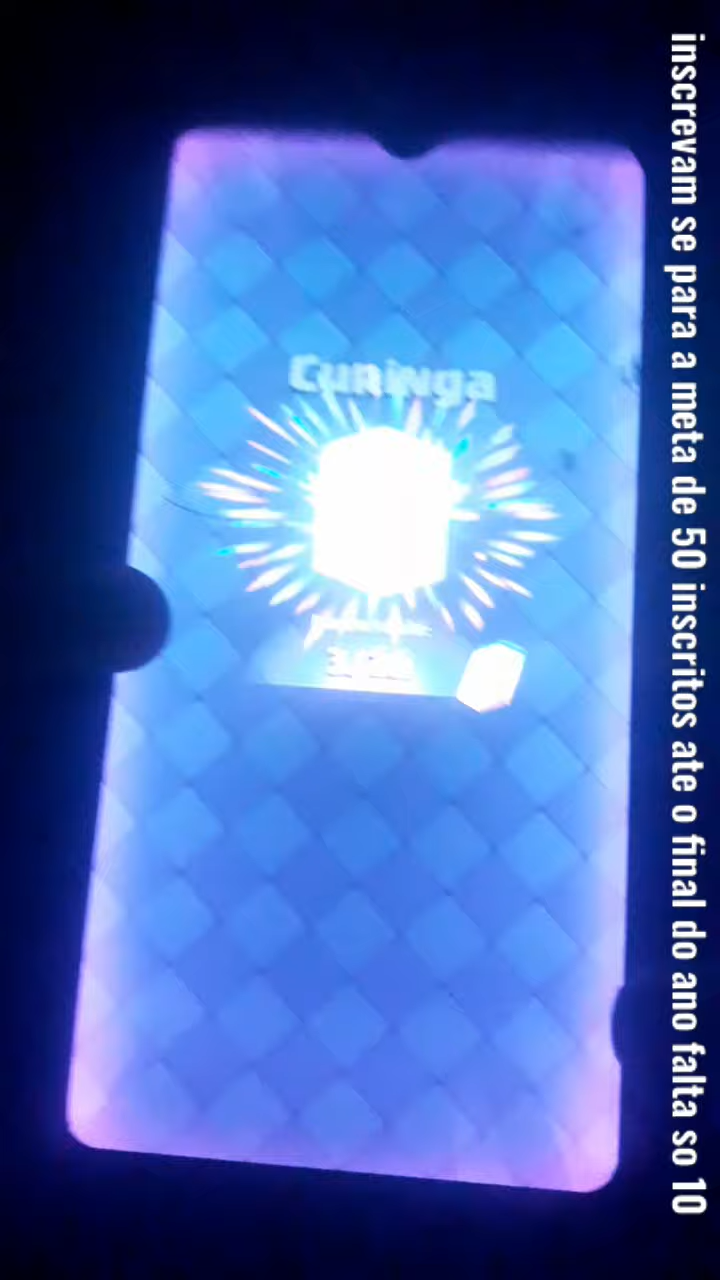 inscrevam se para a meta de 50 inscritos ate o final do ano falta so 10
Curinga